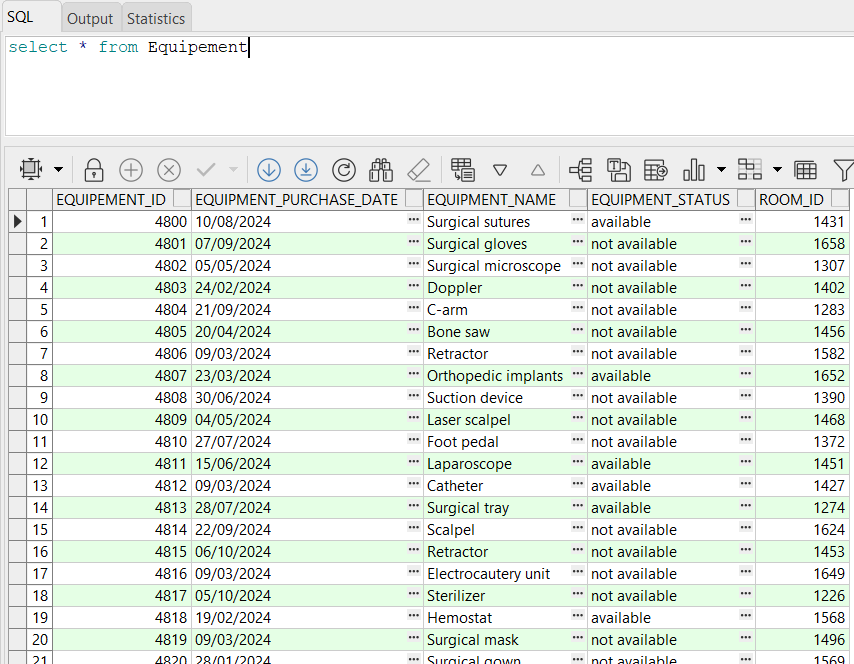 SQL Output Statistics
select * from Equipement
EQUIPEMENT_ID EQUIPMENT_PURCHASE_DATE EQUIPMENT_NAME EQUIPMENT_STATUS ROOM_ID
1 4800 10/08/2024 ··· Surgical sutures ··· available ··· 1431
2 4801 07/09/2024 ··· Surgical gloves ··· not available ··· 1658
3 4802 05/05/2024 ··· Surgical microscope ··· not available ··· 1307
4 4803 24/02/2024 ··· Doppler ··· not available ··· 1402
5 4804 21/09/2024 ··· C-arm ··· not available ··· 1283
6 4805 20/04/2024 ··· Bone saw ··· not available ··· 1456
7 4806 09/03/2024 ··· Retractor ··· not available ··· 1582
8 4807 23/03/2024 ··· Orthopedic implants ··· available ··· 1652
9 4808 30/06/2024 ··· Suction device ··· not available ··· 1390
10 4809 04/05/2024 ··· Laser scalpel ··· not available ··· 1468
11 4810 27/07/2024 ··· Foot pedal ··· not available ··· 1372
12 4811 15/06/2024 ··· Laparoscope ··· available ··· 1451
13 4812 09/03/2024 ··· Catheter ··· available ··· 1427
14 4813 28/07/2024 ··· Surgical tray ··· available ··· 1274
15 4814 22/09/2024 ··· Scalpel ··· not available ··· 1624
16 4815 06/10/2024 ··· Retractor ··· not available ··· 1453
17 4816 09/03/2024 ··· Electrocautery unit ··· not available ··· 1649
18 4817 05/10/2024 ··· Sterilizer ··· not available ··· 1226
19 4818 19/02/2024 ··· Hemostat ··· available ··· 1568
20 4819 09/03/2024 ··· Surgical mask ··· not available ··· 1496
21 4820 28/01/2024 ··· Surgical gown ··· not available ··· 1569